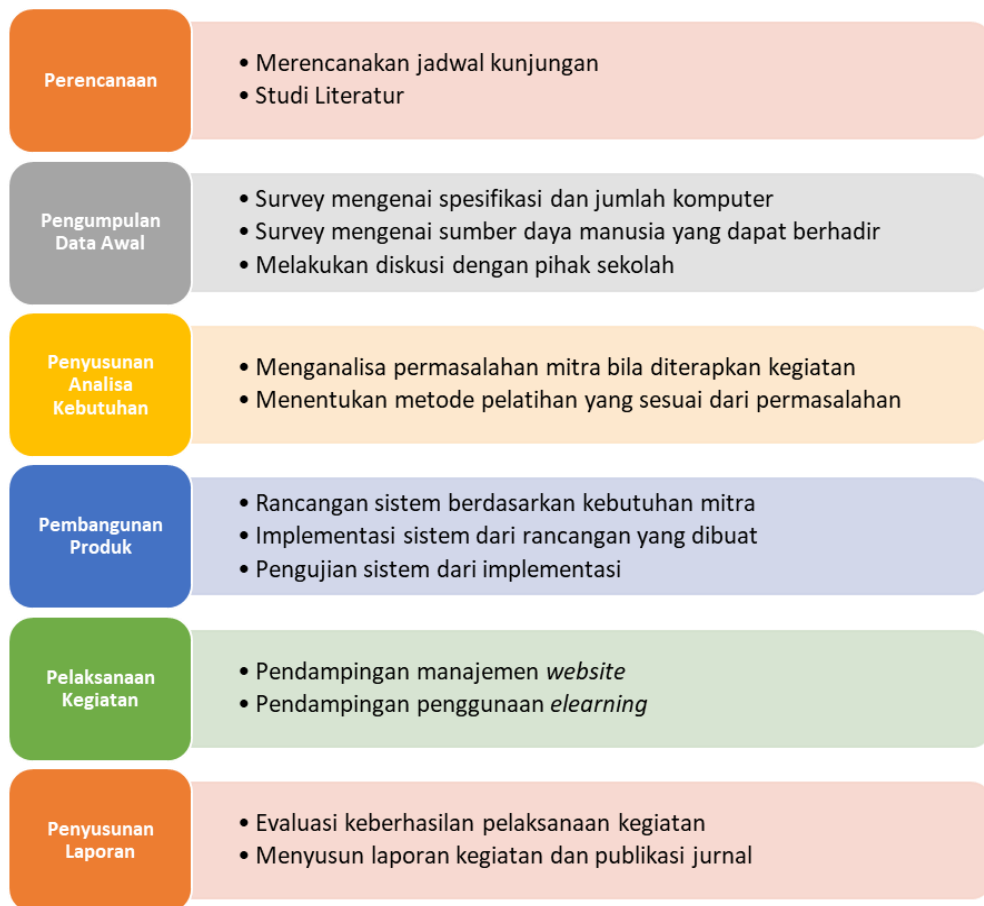 Perencanaan
• Merencanakan jadwal kunjungan
• Studi Literatur
Pengumpulan
Data Awal
• Survey mengenai spesifikasi dan jumlah komputer
• Survey mengenai sumber daya manusia yang dapat berhadir
• Melakukan diskusi dengan pihak sekolah
Penyusunan
Analisa
Kebutuhan
• Menganalisa permasalahan mitra bila diterapkan kegiatan
• Menentukan metode pelatihan yang sesuai dari permasalahan
Pembangunan
Produk
• Rancangan sistem berdasarkan kebutuhan mitra
• Implementasi sistem dari rancangan yang dibuat
• Pengujian sistem dari implementasi
Pelaksanaan
Kegiatan
• Pendampingan manajemen website
• Pendampingan penggunaan elearning
Penyusunan
Laporan
• Evaluasi keberhasilan pelaksanaan kegiatan
• Menyusun laporan kegiatan dan publikasi jurnal